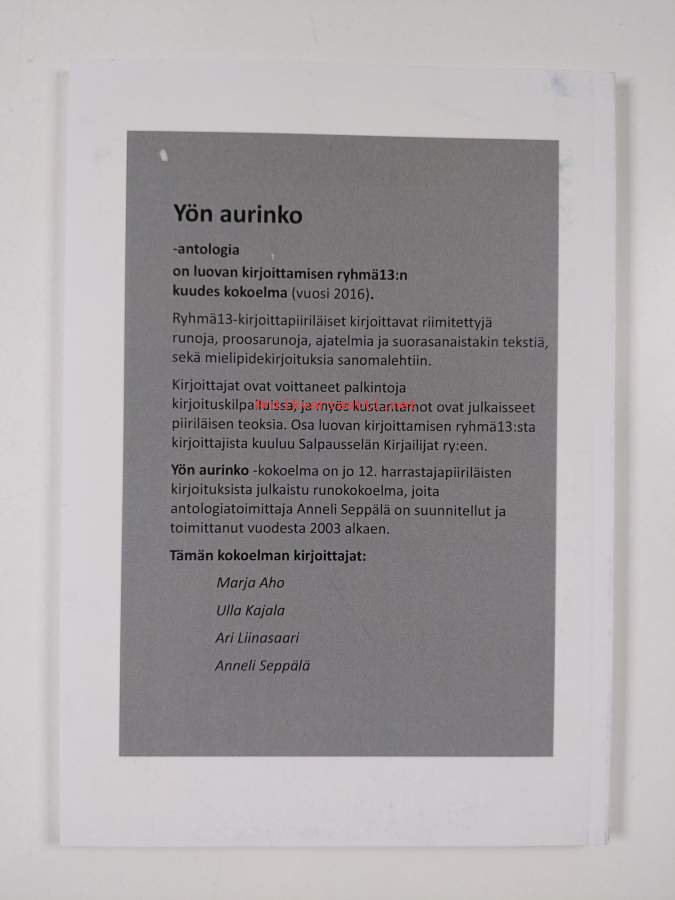 Yön aurinko
-antologia
on luovan kirjoittamisen ryhmä13:n
kuudes kokoelma (vuosi 2016).
Ryhmä13-kirjoittapiiriläiset kirjoittavat riimitettyjä
runoja, proosarunoja, ajatelmia ja suorasanaistakin tekstiä,
sekä mielipidekirjoituksia sanomalehtiin.
Kirjoittajat ovat voittaneet palkintoja
kirjoituskilpailuissa, ja myös kustantamot ovat julkaisseet
piiriläisen teoksia. Osa luovan kirjoittamisen ryhmä13:sta
kirjoittajista kuuluu Salpausselän Kirjailijat ry:een.
Yön aurinko -kokoelma on jo 12. harrastajapiiriläisten
kirjoituksista julkaistu runokokoelma, joita
antologiatoimittaja Anneli Seppälä on suunnitellut ja
toimittanut vuodesta 2003 alkaen.
Tämän kokoelman kirjoittajat:
Marja Aho
Ulla Kajala
Ari Liinasaari
Anneli Seppälä